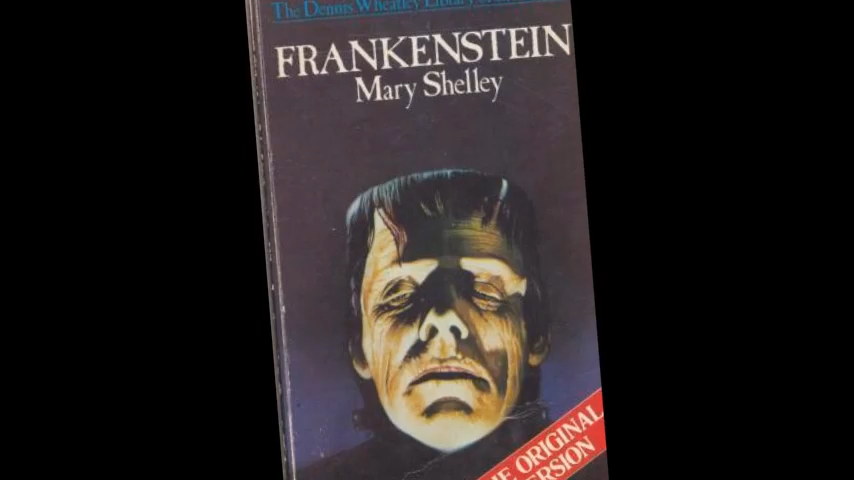 The Dennis Wheatley Library
FRANKENSTEIN
Mary Shelley
ORIGINAL